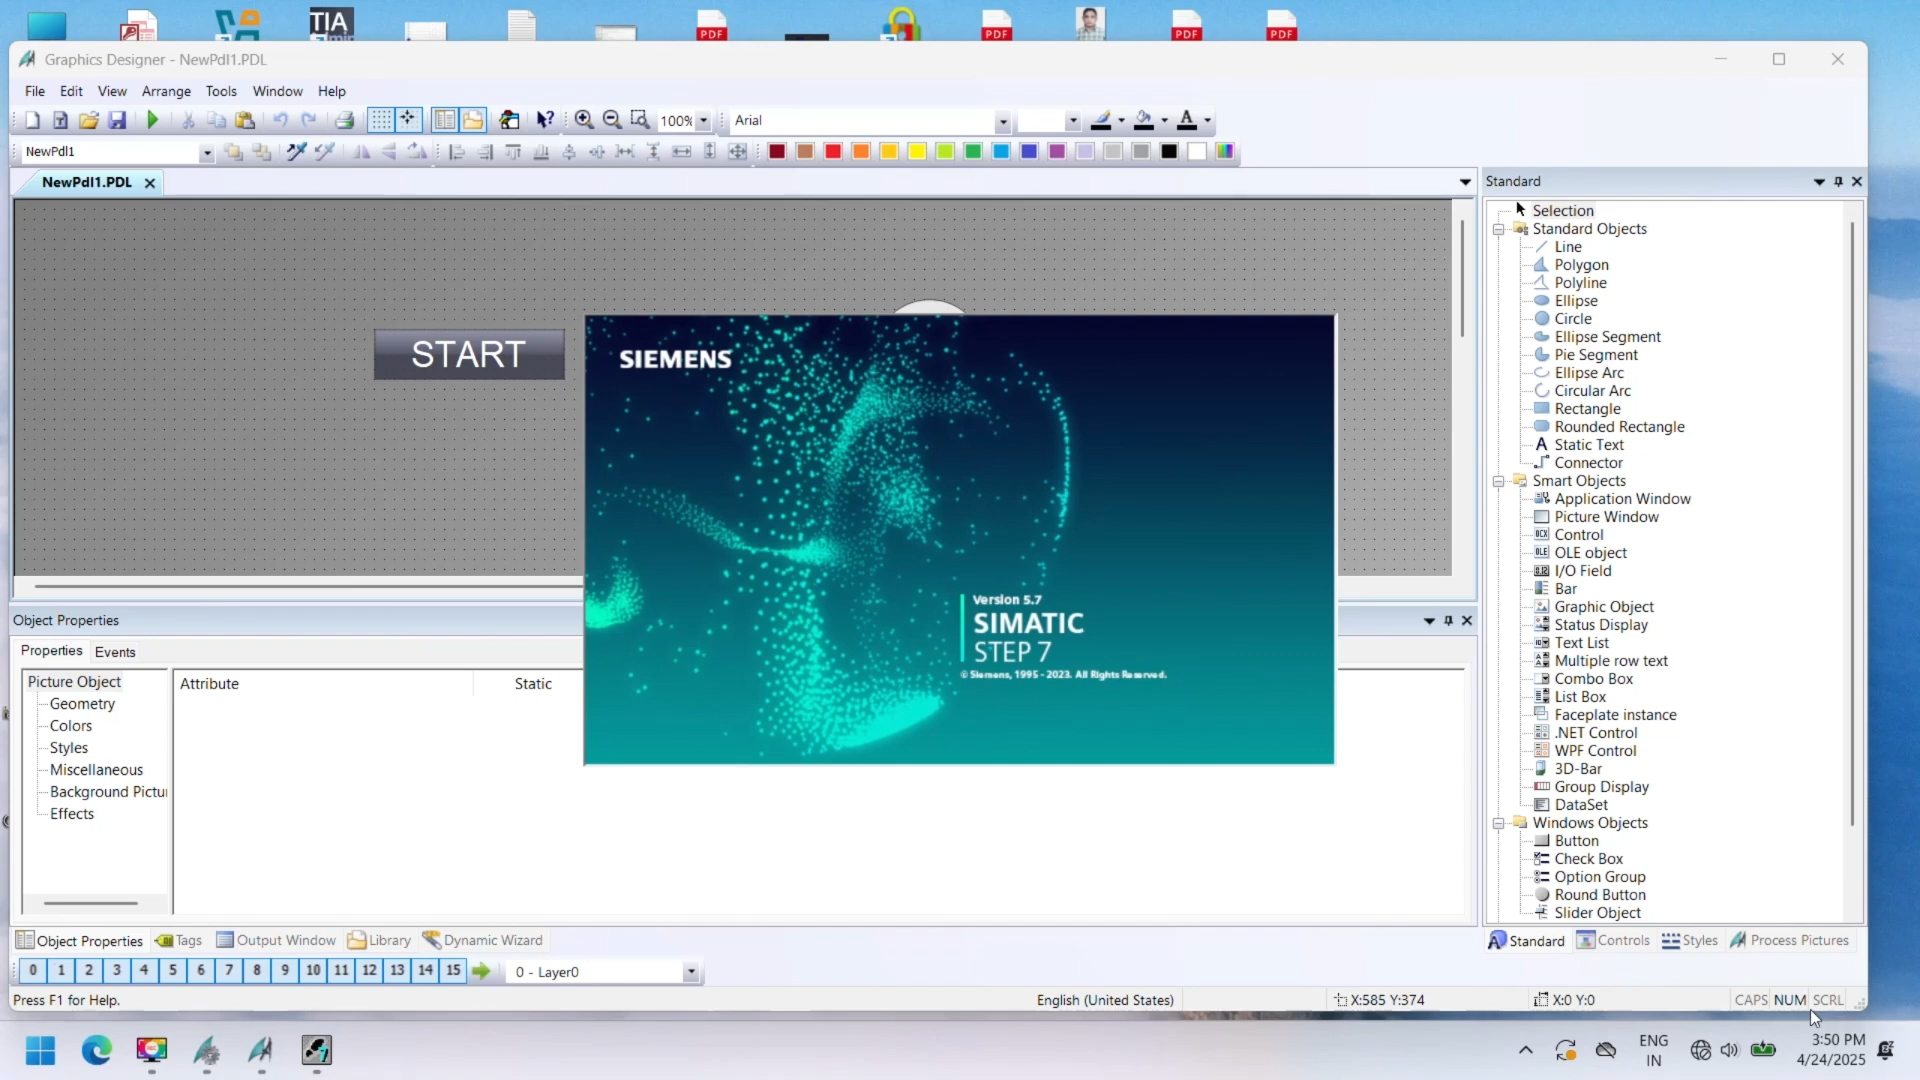 TIA
PDF
PDF
PDF
PDF
Graphics Designer - NewPdl1.PDL
File Edit View Arrange Tools Window Help
100% Arial
NewPdl1
NewPdl1.PDL
START
SIEMENS
Version 5.7
SIMATIC
STEP 7
© Siemens, 1995 - 2023. All Rights Reserved.
Standard
Selection
Standard Objects
Line
Polygon
Polyline
Ellipse
Circle
Ellipse Segment
Pie Segment
Ellipse Arc
Circular Arc
Rectangle
Rounded Rectangle
Static Text
Connector
Smart Objects
Application Window
Picture Window
Control
OLE object
I/O Field
Bar
Graphic Object
Status Display
Text List
Multiple row text
Combo Box
List Box
Faceplate instance
.NET Control
WPF Control
3D-Bar
Group Display
DataSet
Windows Objects
Button
Check Box
Option Group
Round Button
Slider Object
Standard Controls Styles Process Pictures
Object Properties
Properties Events
Picture Object
Geometry
Colors
Styles
Miscellaneous
Background Pictu
Effects
Attribute Static
Object Properties Tags Output Window Library Dynamic Wizard
0 1 2 3 4 5 6 7 8 9 10 11 12 13 14 15 0 - Layer0
Press F1 for Help. English (United States) X:585 Y:374 X:0 Y:0 CAPS NUM SCRL
ENG
IN
3:50 PM
4/24/2025